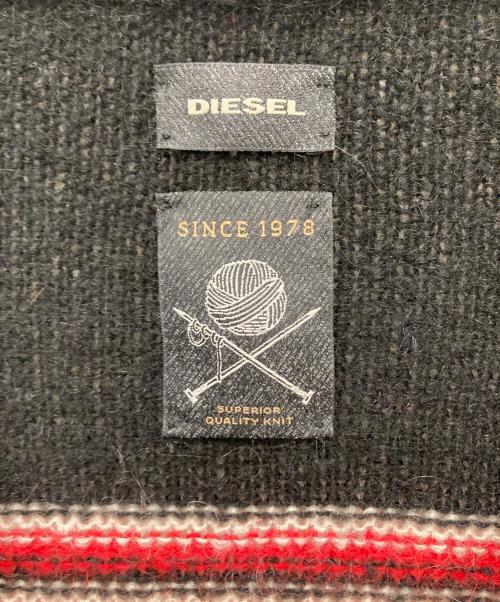 DIESEL
SINCE 1978
SUPERIOR
QUALITY KNIT